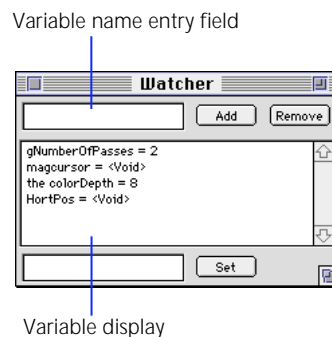 Variable name entry field
Watcher
Add Remove
gNumberOfPasses = 2
magcursor = <Void>
the colorDepth = 8
HortPos = <Void>
Set
Variable display